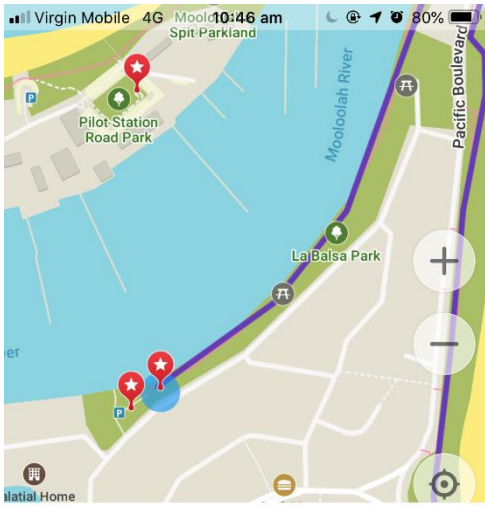 Virgin Mobile 4G 10:46 am 80%
Spit Parkland
P
Pilot Station
Road Park
Mooloolah River
Pacific Boulevard
La Balsa Park
er
P
alatial Home